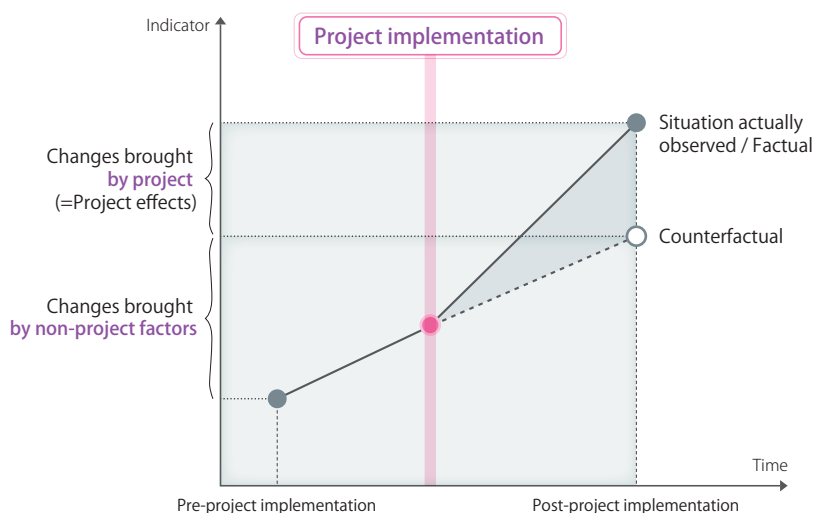 Indicator
Project implementation
Changes brought
by project
(=Project effects)
Situation actually
observed / Factual
Counterfactual
Changes brought
by non-project factors
Time
Pre-project implementation
Post-project implementation